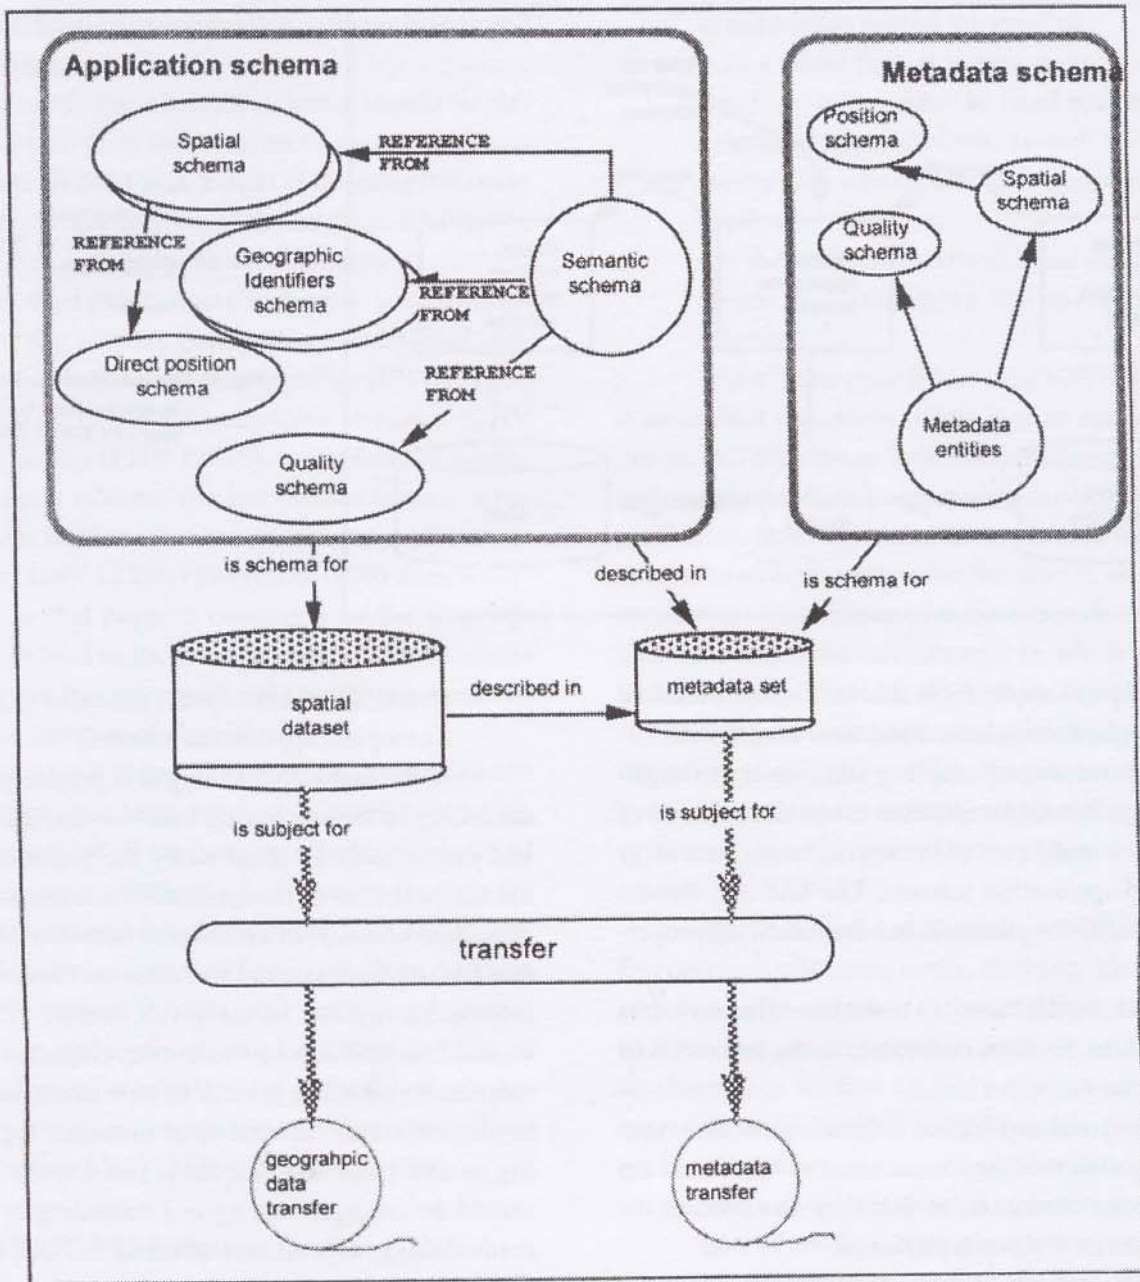 Application schema
Metadata schema
Spatial
schema
REFERENCE
FROM
Position
schema
Spatial
schema
REFERENCE
FROM
Geographic
Identifiers
schema
REFERENCE
FROM
Semantic
schema
Quality
schema
Direct position
schema
REFERENCE
FROM
Quality
schema
Metadata
entities
is schema for
described in
is schema for
spatial
dataset
described in
metadata set
is subject for
is subject for
transfer
geograhpic
data
transfer
metadata
transfer